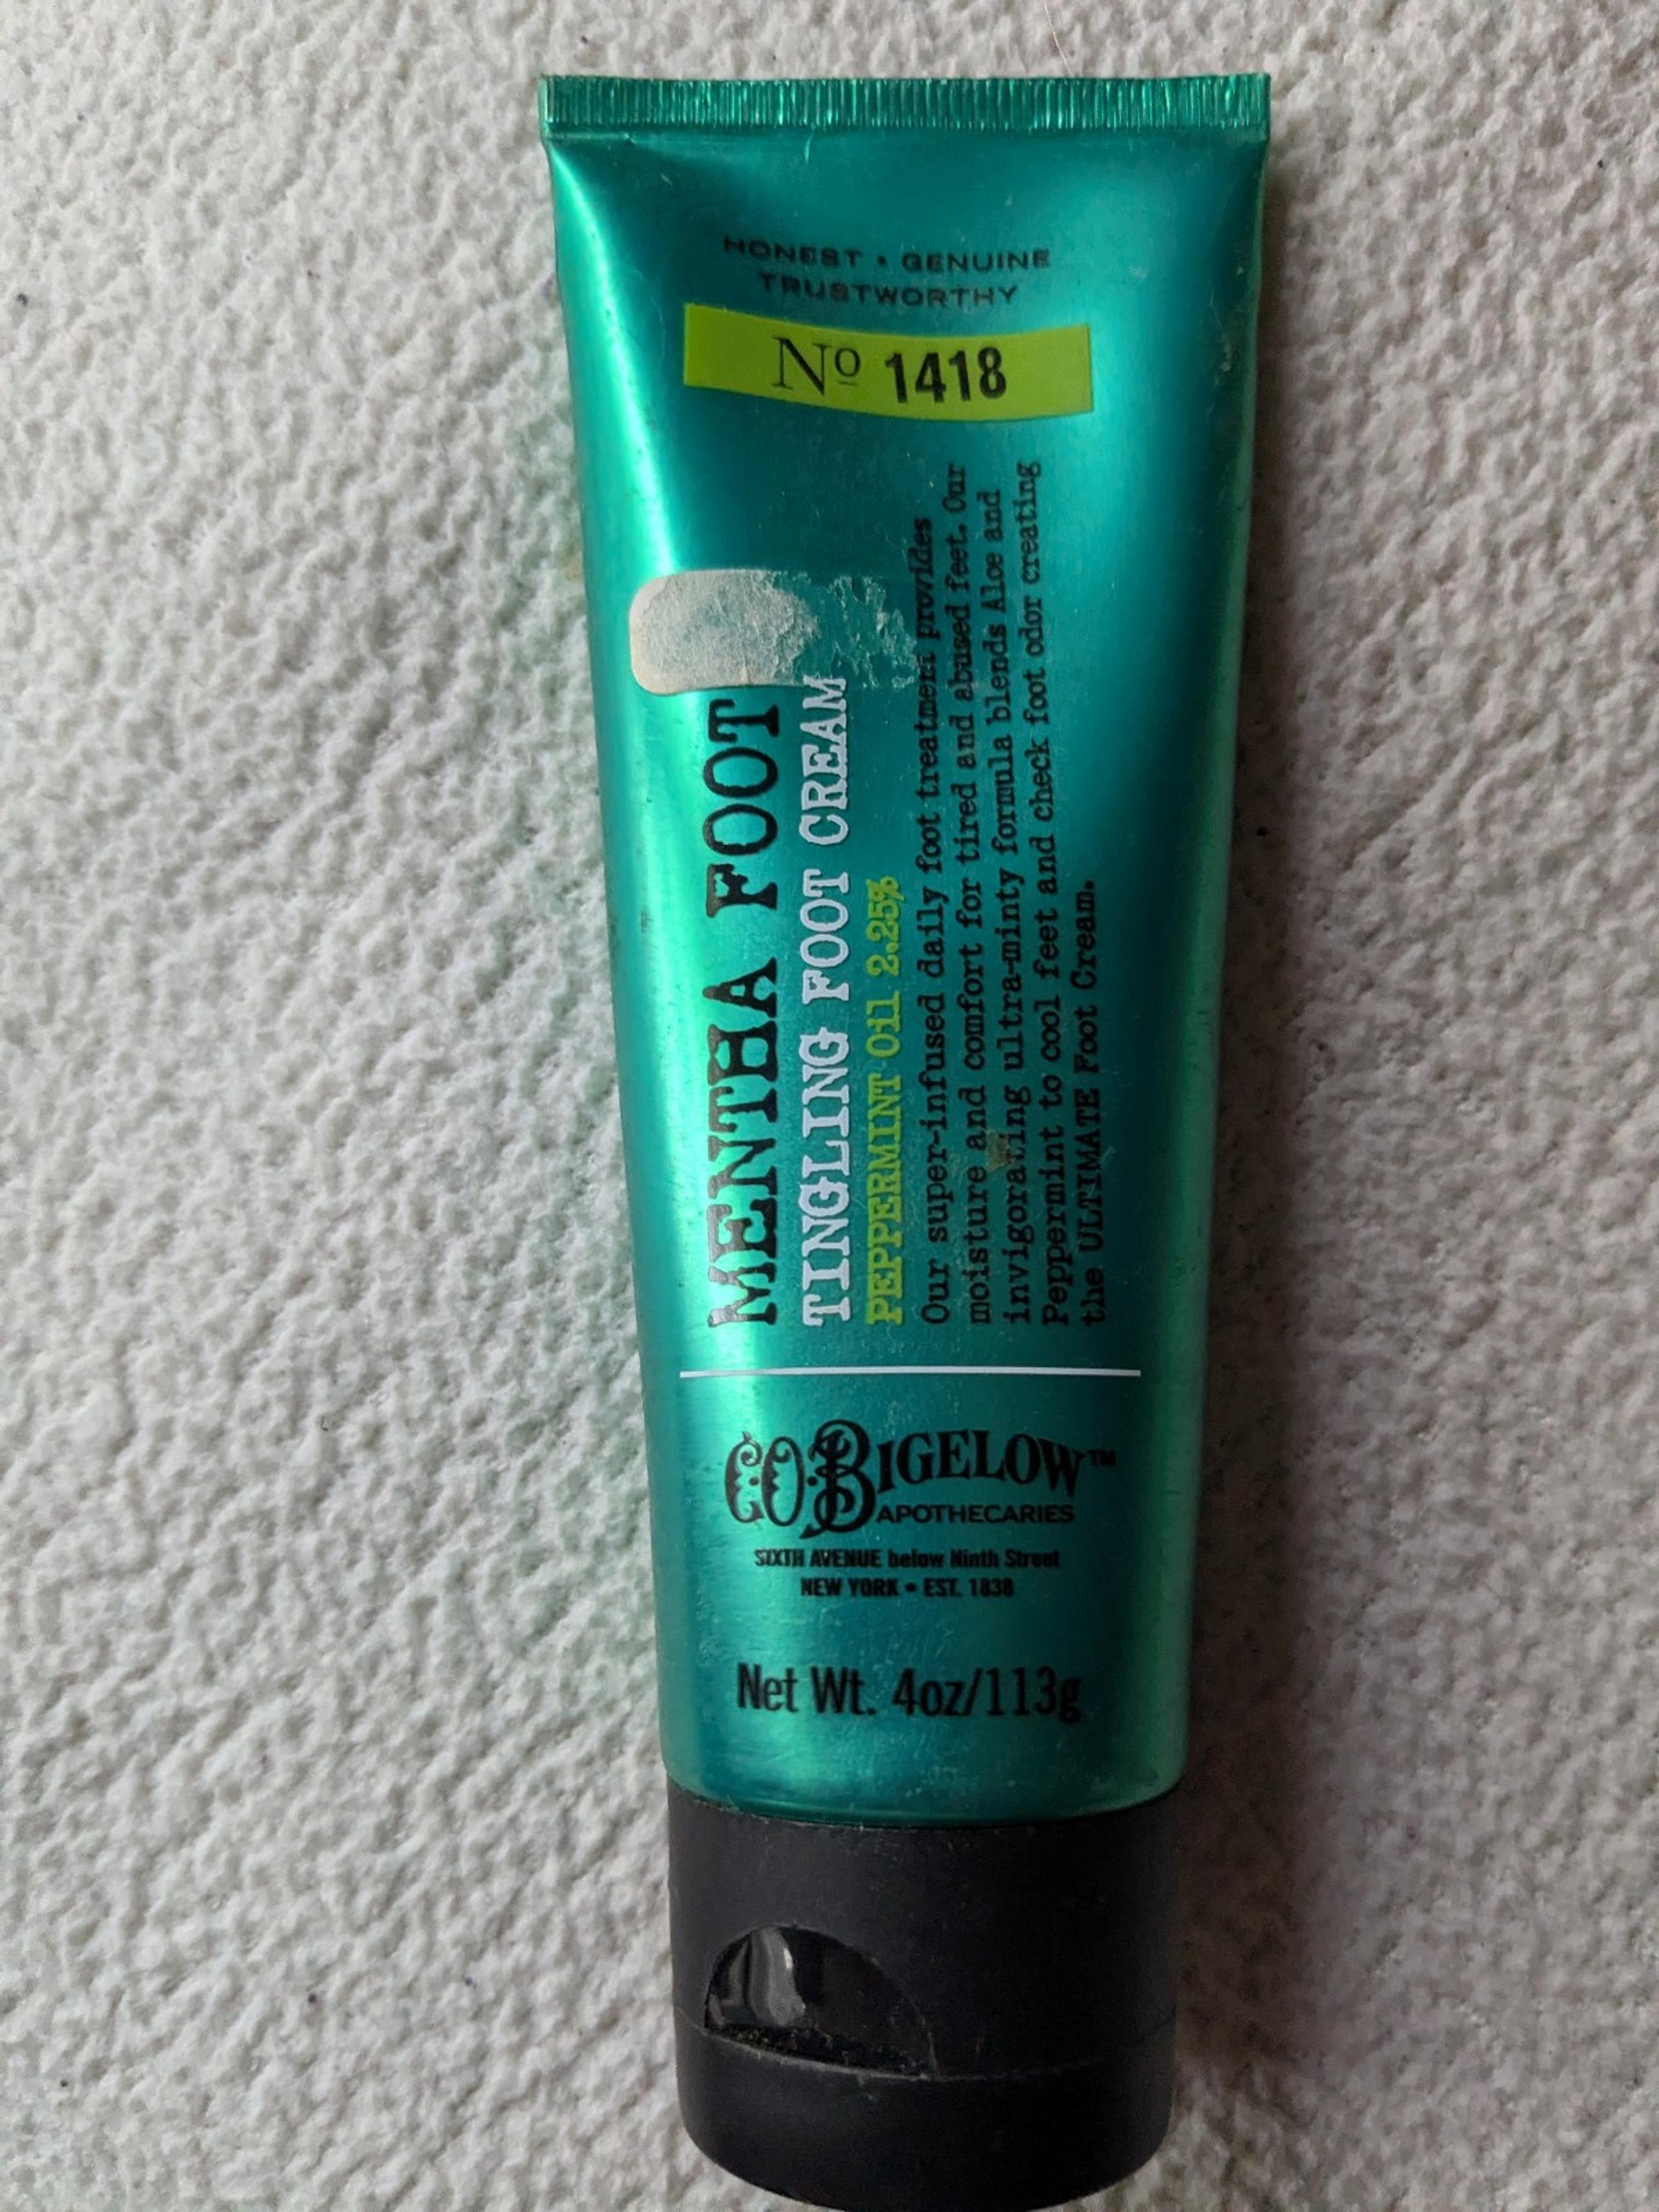 HONEST • GENUINE
TRUSTWORTHY
Nº 1418
MENTHA FOOT
TINGLING FOOT CREAM
PEPPERMINT Oil 2.25%
Our super-infused daily foot treatment provides
moisture and comfort for tired and abused feet. Our
invigorating ultra-minty formula blends Aloe and
Peppermint to cool feet and check foot odor creating
the ULTIMATE Foot Cream.
CO BIGELOW™
APOTHECARIES
SIXTH AVENUE below Ninth Street
NEW YORK • EST. 1838
Net Wt. 4oz/113g